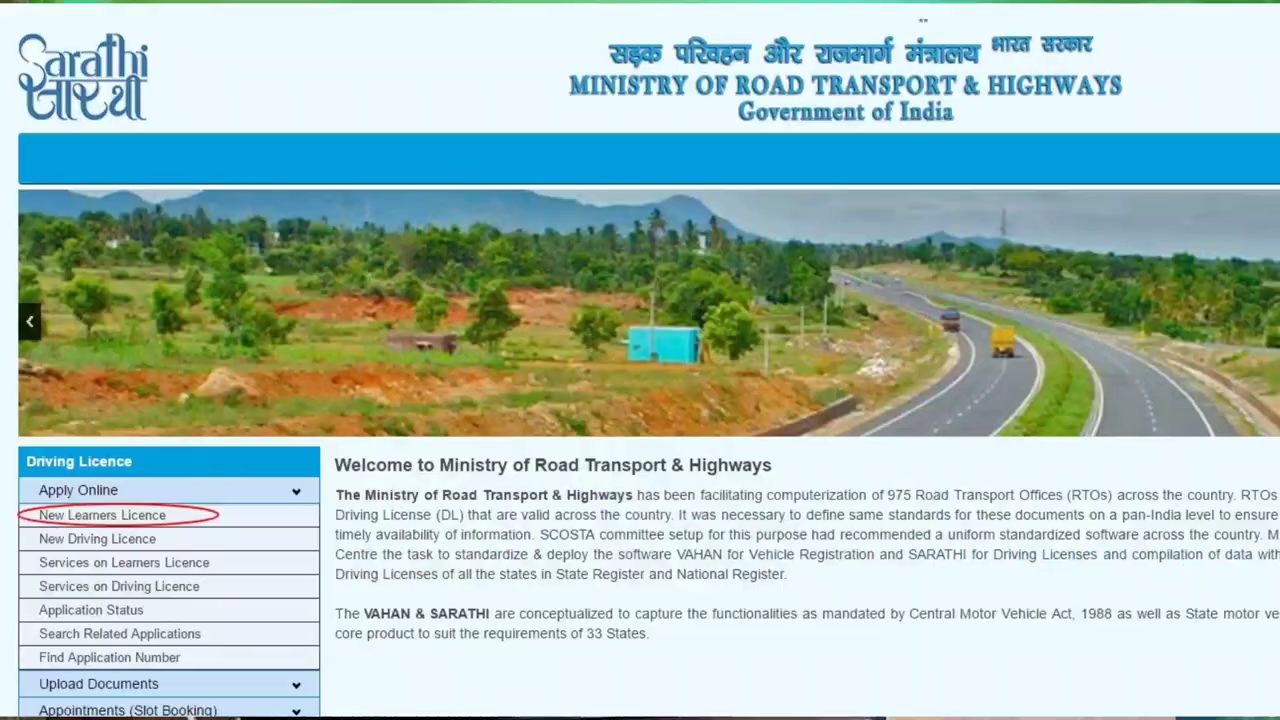 Sarathi
सारथी
सड़क परिवहन और राजमार्ग मंत्रालय भारत सरकार
MINISTRY OF ROAD TRANSPORT & HIGHWAYS
Government of India
Driving Licence
Apply Online
New Learners Licence
New Driving Licence
Services on Learners Licence
Services on Driving Licence
Application Status
Search Related Applications
Find Application Number
Upload Documents
Appointments (Slot Booking)
Welcome to Ministry of Road Transport & Highways
The Ministry of Road Transport & Highways has been facilitating computerization of 975 Road Transport Offices (RTOs) across the country. RTOs
Driving License (DL) that are valid across the country. It was necessary to define same standards for these documents on a pan-India level to ensure
timely availability of information. SCOSTA committee setup for this purpose had recommended a uniform standardized software across the country. M
Centre the task to standardize & deploy the software VAHAN for Vehicle Registration and SARATHI for Driving Licenses and compilation of data with
Driving Licenses of all the states in State Register and National Register.
The VAHAN & SARATHI are conceptualized to capture the functionalities as mandated by Central Motor Vehicle Act, 1988 as well as State motor ve
core product to suit the requirements of 33 States.